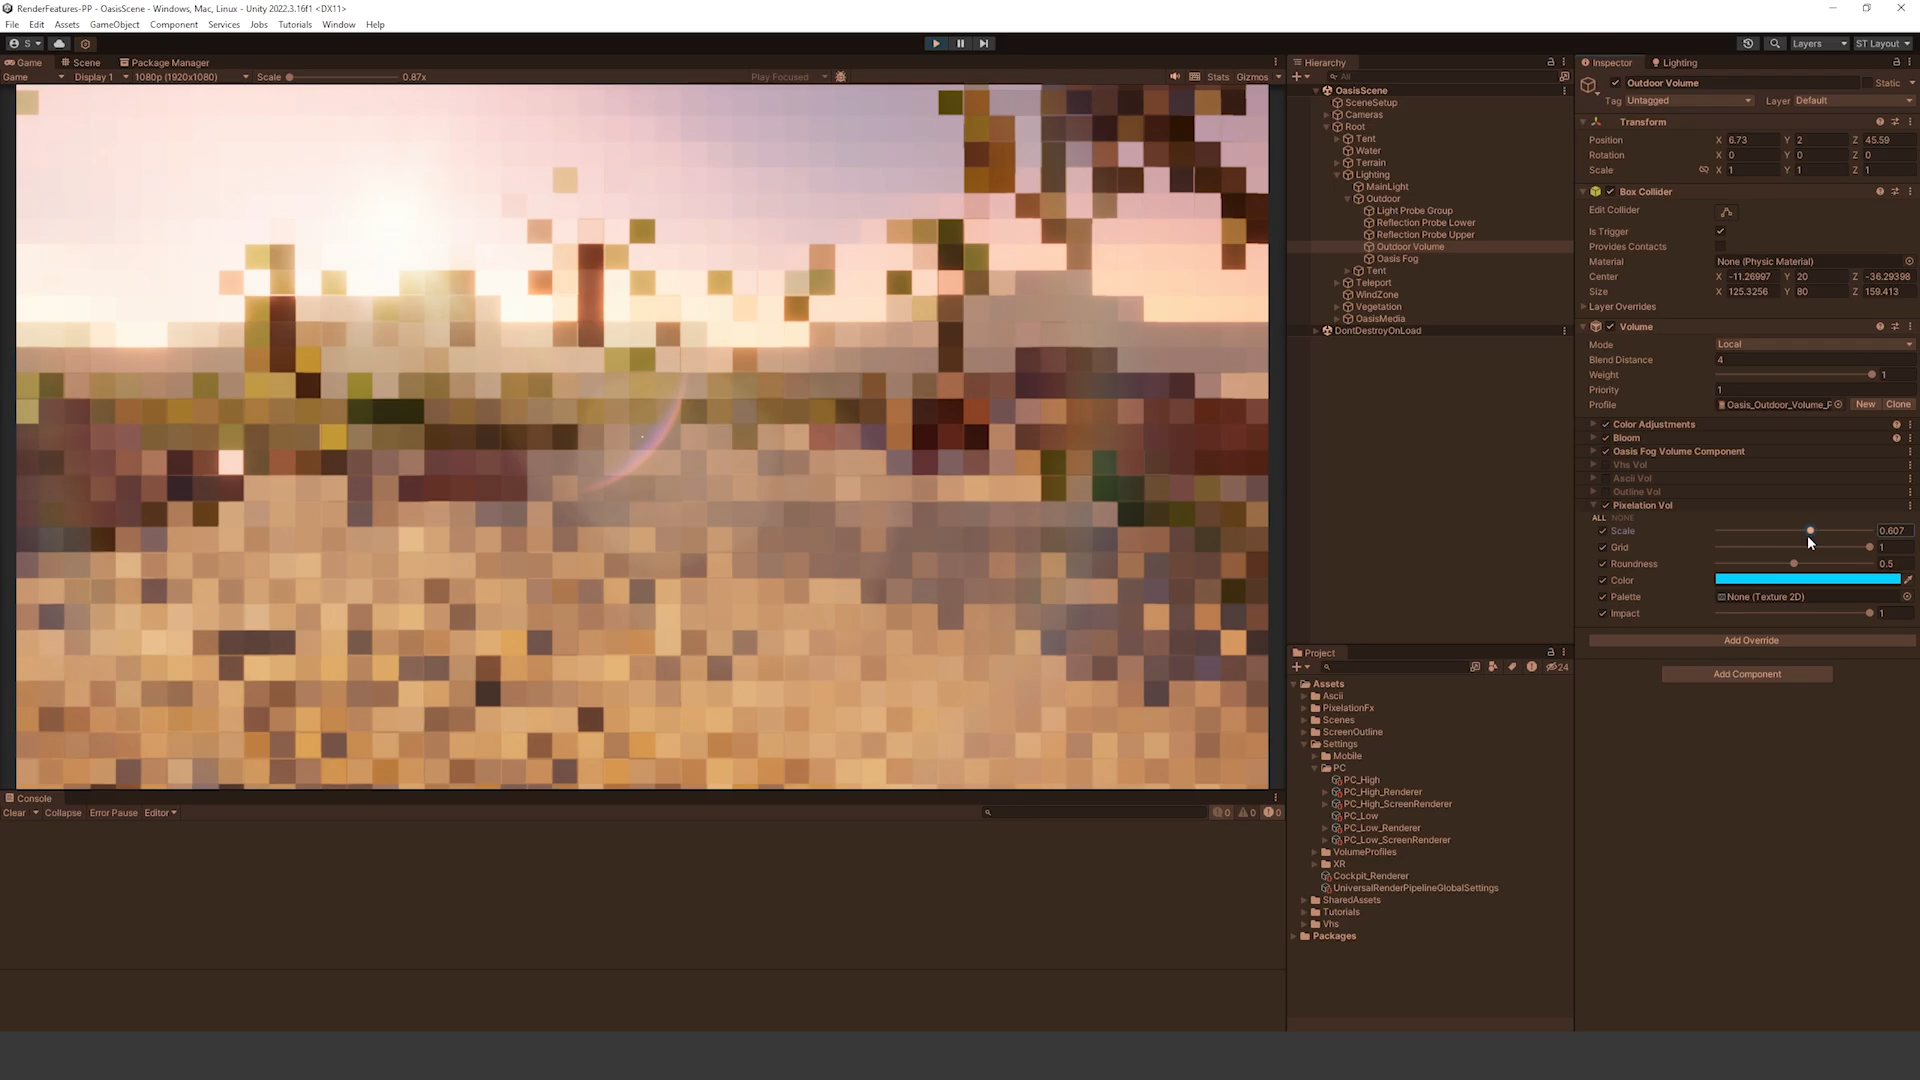 RenderFeatures-PP - OasisScene - Windows, Mac, Linux - Unity 2022.3.16f1 <DX11>
File Edit Assets GameObject Component Services Jobs Tutorials Window Help
S Layers ST Layout
Game Scene Package Manager
Game Display 1 1080p (1920x1080) Scale 0.87x Play Focused Stats Gizmos
Hierarchy
All
OasisScene
SceneSetup
Cameras
Root
Tent
Water
Terrain
Lighting
MainLight
Outdoor
Light Probe Group
Reflection Probe Lower
Reflection Probe Upper
Outdoor Volume
Oasis Fog
Tent
Teleport
WindZone
Vegetation
OasisMedia
DontDestroyOnLoad
Project
24
Assets
Ascii
PixelationFx
Scenes
ScreenOutline
Settings
Mobile
PC
PC_High
PC_High_Renderer
PC_High_ScreenRenderer
PC_Low
PC_Low_Renderer
PC_Low_ScreenRenderer
VolumeProfiles
XR
Cockpit_Renderer
UniversalRenderPipelineGlobalSettings
SharedAssets
Tutorials
Vhs
Packages
Inspector Lighting
Outdoor Volume Static
Tag Untagged Layer Default
Transform
Position X 6.73 Y 2 Z 45.59
Rotation X 0 Y 0 Z 0
Scale X 1 Y 1 Z 1
Box Collider
Edit Collider
Is Trigger
Provides Contacts
Material None (Physic Material)
Center X -11.26997 Y 20 Z -36.29398
Size X 125.3256 Y 80 Z 159.413
Layer Overrides
Volume
Mode Local
Blend Distance 4
Weight 1
Priority 1
Profile Oasis_Outdoor_Volume_P New Clone
Color Adjustments
Bloom
Oasis Fog Volume Component
Vhs Vol
Ascii Vol
Outline Vol
Pixelation Vol
ALL NONE
Scale 0.607
Grid 1
Roundness 0.5
Color
Palette None (Texture 2D)
Impact 1
Add Override
Add Component
Console
Clear Collapse Error Pause Editor 0 0 0